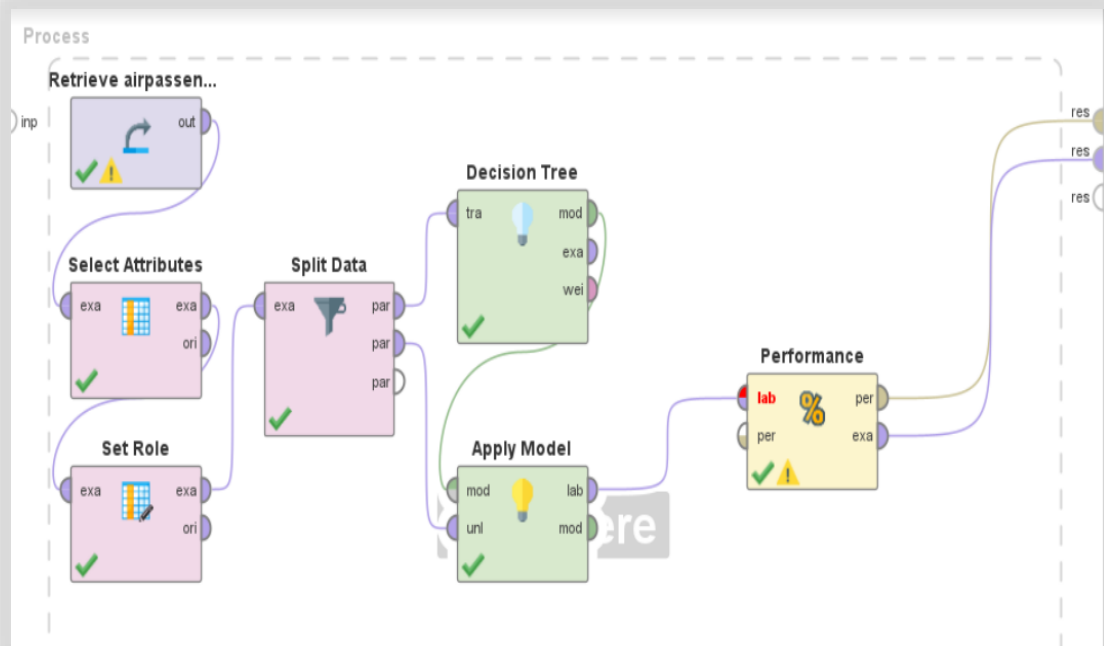 Process
Retrieve airpassen...
inp
out
res
res
res
Decision Tree
tra
mod
exa
wei
Select Attributes
exa
exa
ori
Split Data
exa
par
par
par
Performance
lab
per
per
exa
%
Set Role
exa
exa
ori
Apply Model
mod
lab
unl
mod
ere